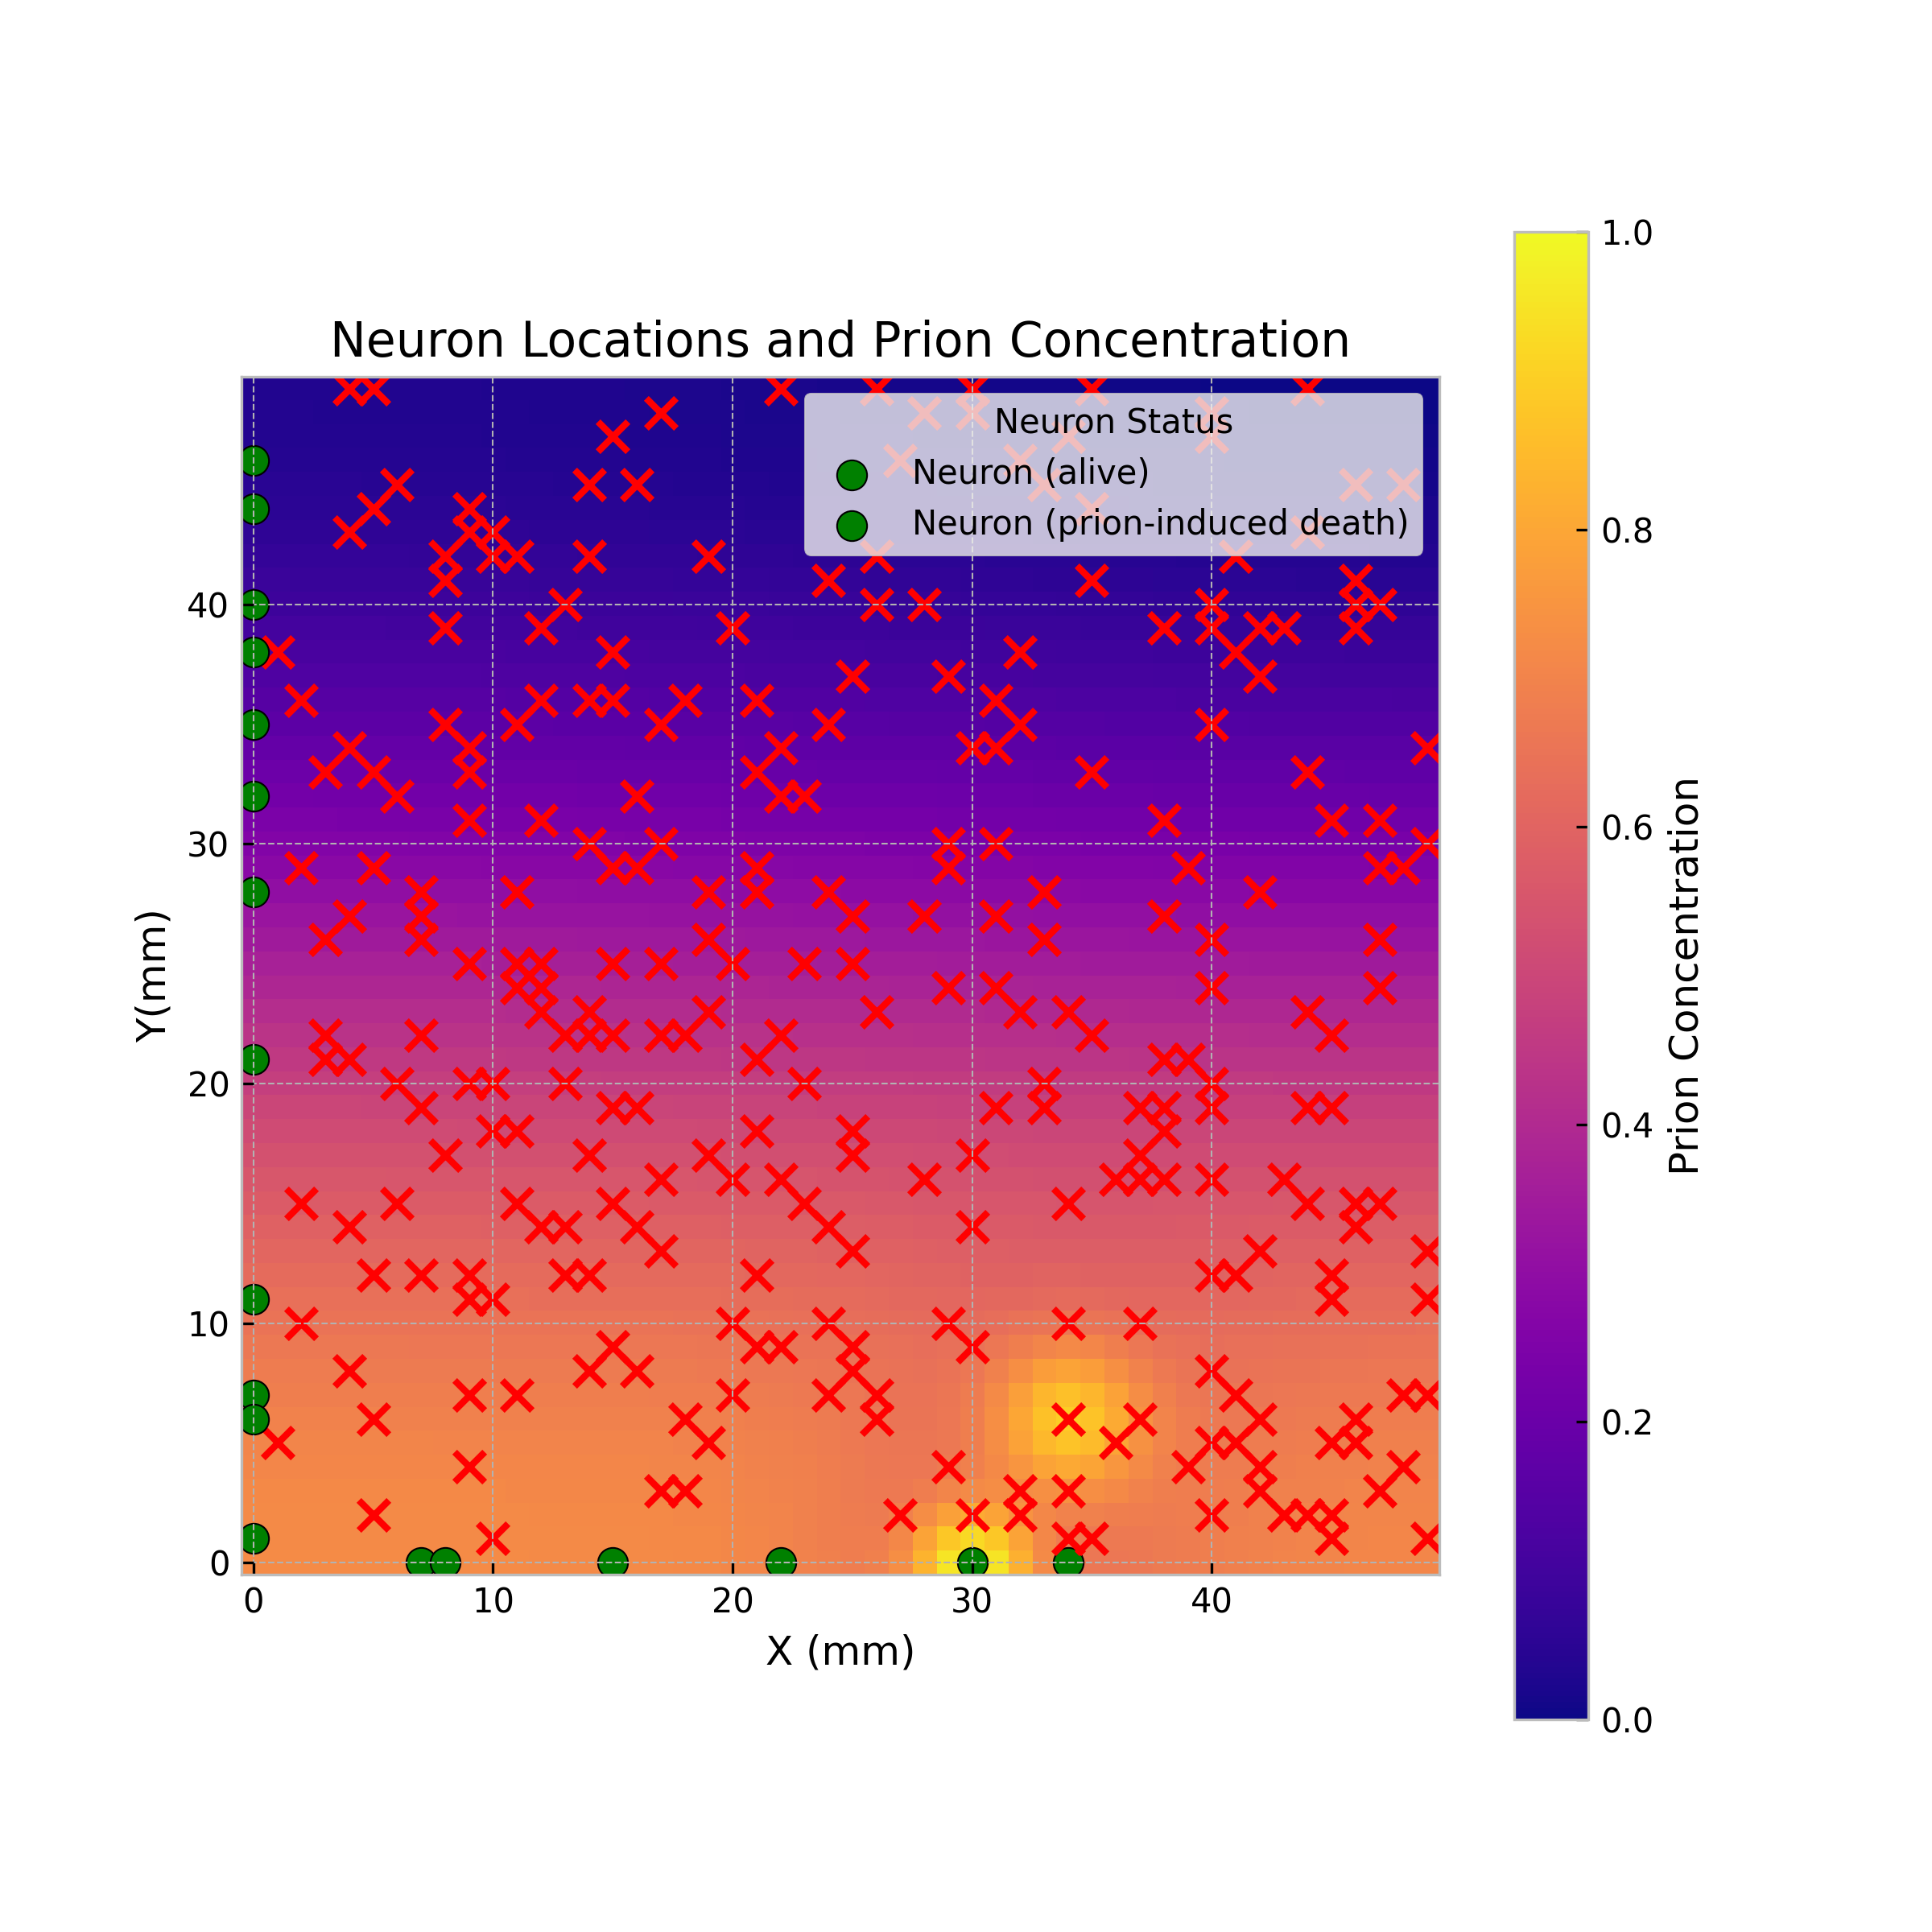 Neuron Locations and Prion Concentration
Neuron Status
Neuron (alive)
Neuron (prion-induced death)
Y(mm)
40
30
20
10
0
0 10 20 30 40
X (mm)
1.0
0.8
0.6
0.4
0.2
0.0
Prion Concentration